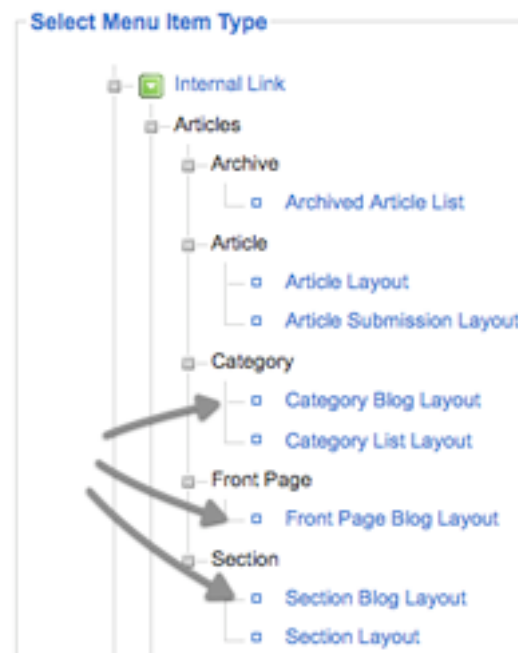 Select Menu Item Type
Internal Link
Articles
Archive
Archived Article List
Article
Article Layout
Article Submission Layout
Category
Category Blog Layout
Category List Layout
Front Page
Front Page Blog Layout
Section
Section Blog Layout
Section Layout